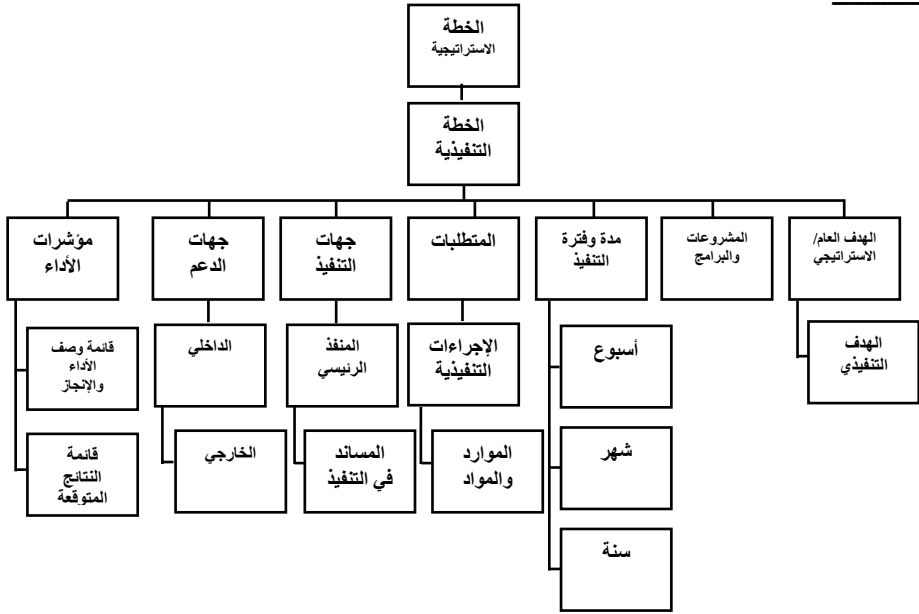 الخطة
الاستراتيجية
الخطة
التنفيذية
الهدف العام/
الاستراتيجي
الهدف
التنفيذي
المشروعات
والبرامج
مدة وفترة
التنفيذ
أسبوع
شهر
سنة
المتطلبات
الإجراءات
التنفيذية
الموارد
والمواد
جهات
التنفيذ
المنفذ
الرئيسي
المساند
في التنفيذ
جهات
الدعم
الداخلي
الخارجي
مؤشرات
الأداء
قائمة وصف
الأداء
والإنجاز
قائمة
النتائج
المتوقعة